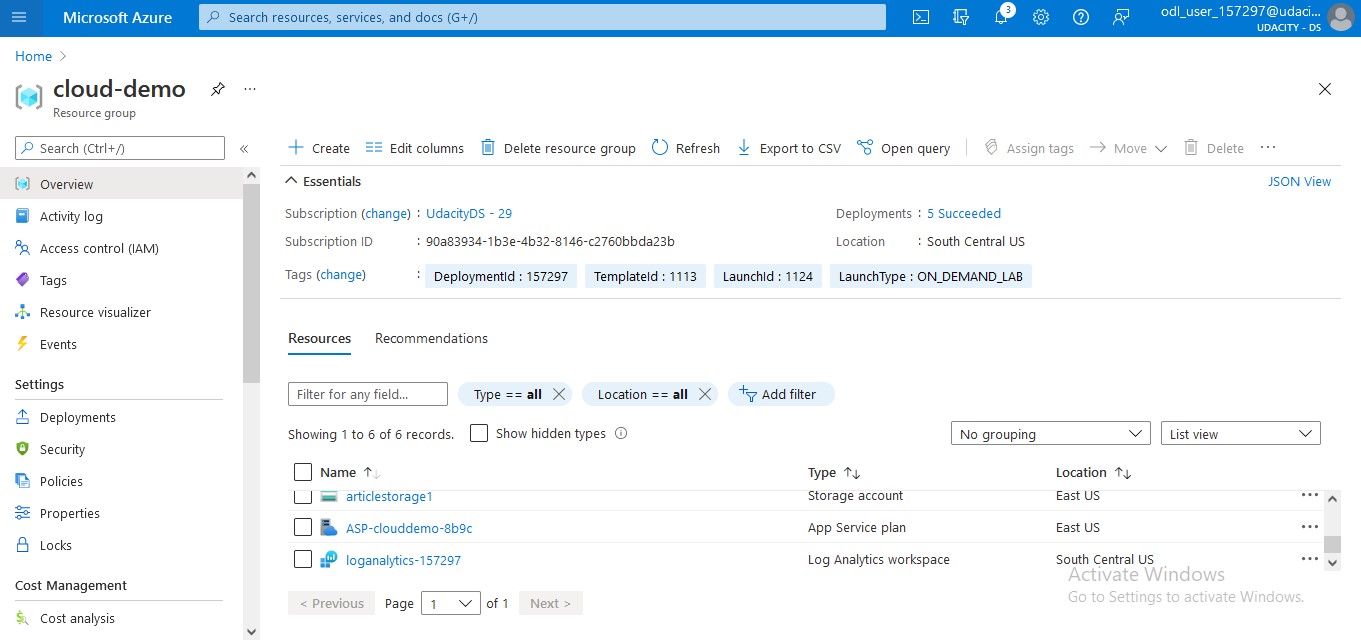 Microsoft Azure
Search resources, services, and docs (G+/)
3
odl_user_157297@udaci...
UDACITY - DS
Home >
cloud-demo ...
Resource group
Search (Ctrl+/) «
Overview
Activity log
Access control (IAM)
Tags
Resource visualizer
Events
Settings
Deployments
Security
Policies
Properties
Locks
Cost Management
Cost analysis
Create Edit columns Delete resource group Refresh Export to CSV Open query Assign tags Move Delete ...
Essentials JSON View
Subscription (change) : UdacityDS - 29 Deployments : 5 Succeeded
Subscription ID : 90a83934-1b3e-4b32-8146-c2760bbda23b Location : South Central US
Tags (change) : DeploymentId : 157297 TemplateId : 1113 LaunchId : 1124 LaunchType : ON_DEMAND_LAB
Resources Recommendations
Filter for any field... Type == all Location == all Add filter
Showing 1 to 6 of 6 records. Show hidden types No grouping List view
Name Type Location
articlestorage1 Storage account East US ...
ASP-clouddemo-8b9c App Service plan East US ...
loganalytics-157297 Log Analytics workspace South Central US ...
< Previous Page 1 of 1 Next >
Activate Windows
Go to Settings to activate Windows.